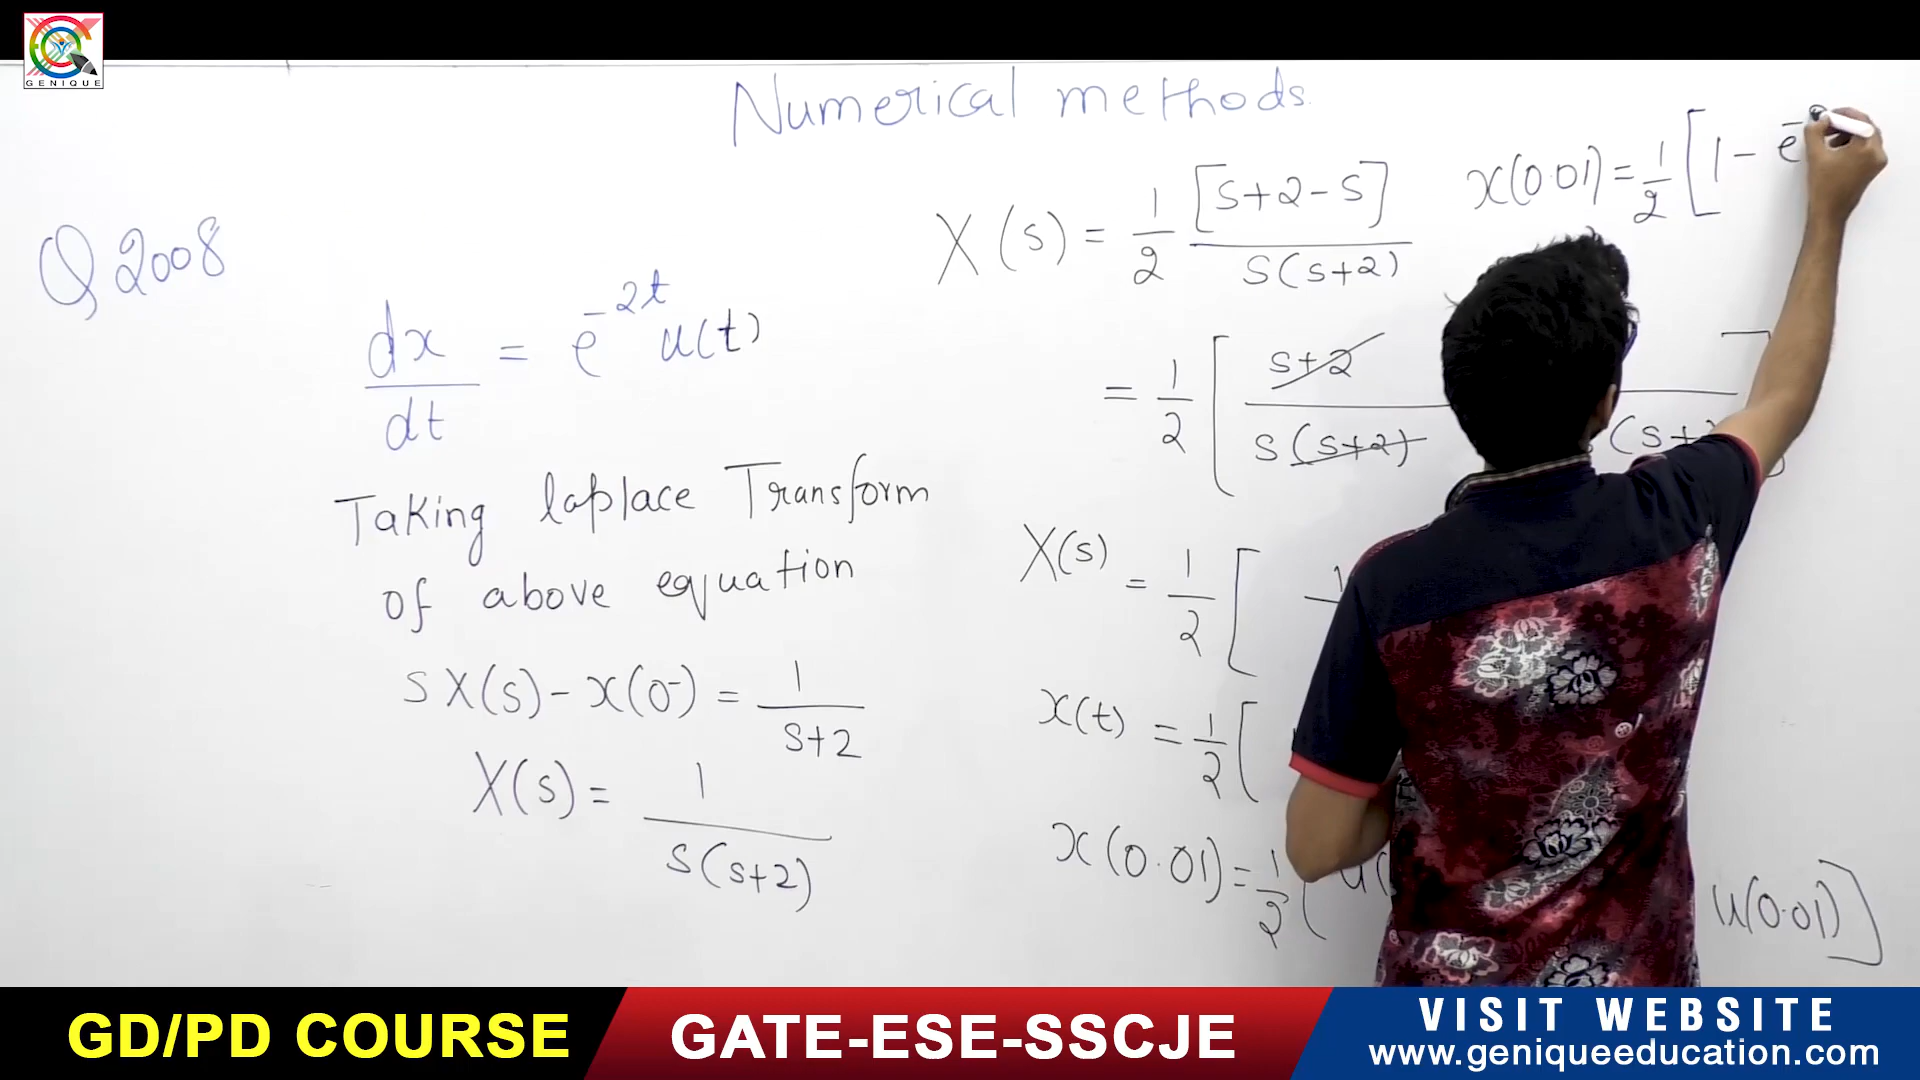 GENIQUE
Numerical methods.
Q 2008
dx/dt = e^-2t u(t)
Taking laplace Transform
of above equation
S X(s) - x(0-) = 1/(S+2)
X(s) = 1/(s(s+2))
X(s) = 1/2 [S+2-S]/(S(s+2))
= 1/2 [ s+2/(s(s+2)) (s+
X(s) = 1/2 [
x(t) = 1/2 [
x(0.01) = 1/2 [ u( u(0.01) ]
x(0.01) = 1/2 [ 1 - e^-
GD/PD COURSE
GATE-ESE-SSCJE
VISIT WEBSITE
www.geniqueeducation.com